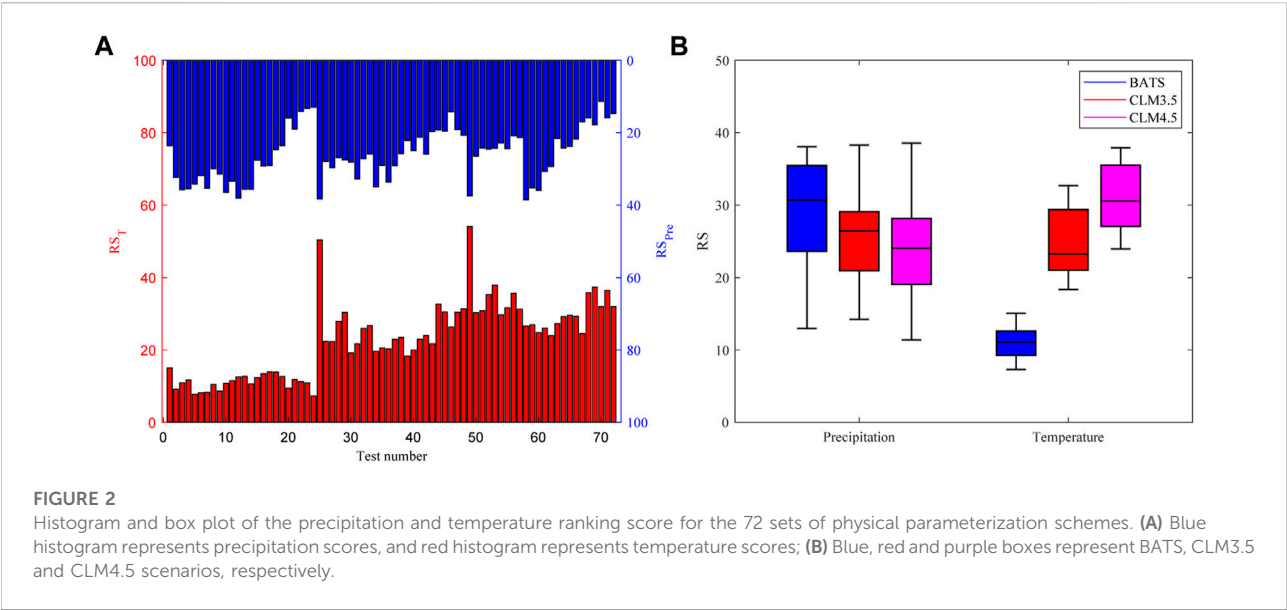 A
100
80
60
40
20
0
RS_T
0
20
40
60
80
100
RS_Pre
0
10
20
30
40
50
60
70
Test number
B
50
40
30
20
10
0
RS
BATS
CLM3.5
CLM4.5
Precipitation
Temperature
FIGURE 2
Histogram and box plot of the precipitation and temperature ranking score for the 72 sets of physical parameterization schemes. (A) Blue
histogram represents precipitation scores, and red histogram represents temperature scores; (B) Blue, red and purple boxes represent BATS, CLM3.5
and CLM4.5 scenarios, respectively.